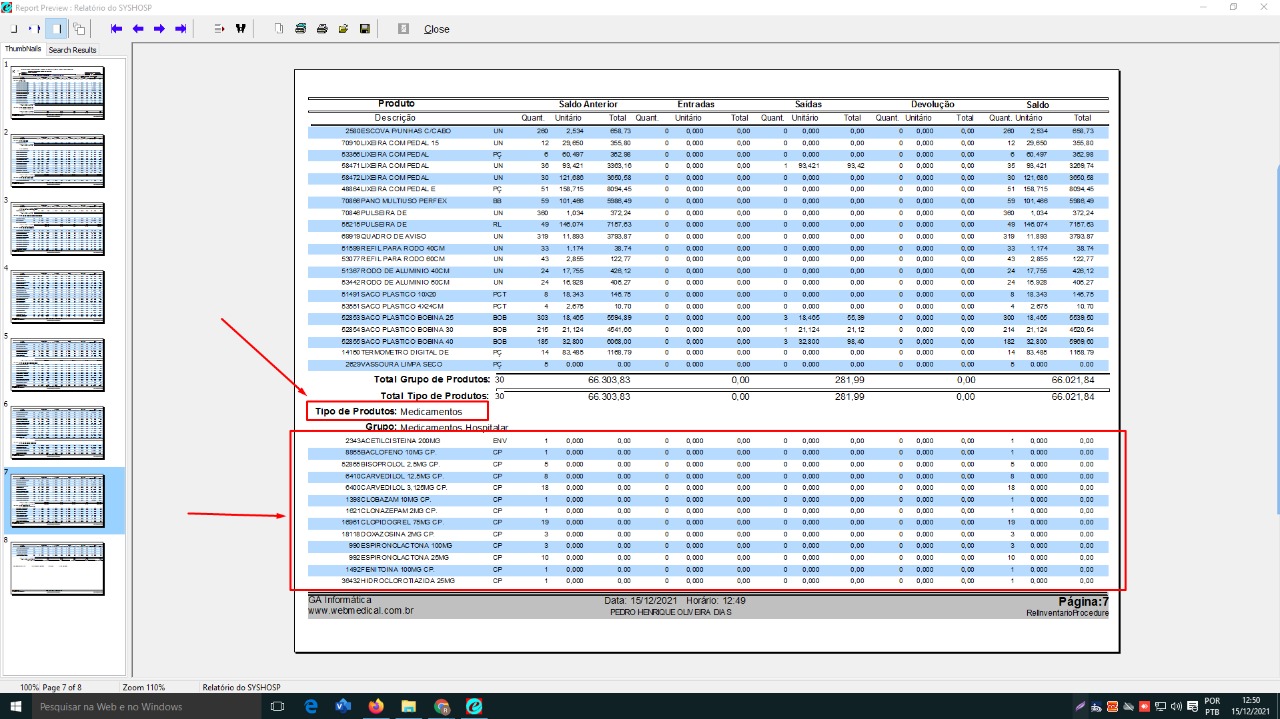 Report Preview : Relatório do SYSHOSP
Close
ThumbNails Search Results
1
2
3
4
5
6
7
8
Produto Saldo Anterior Entradas Saídas Devolução Saldo
Descrição Quant. Unitário Total Quant. Unitário Total Quant. Unitário Total Quant. Unitário Total Quant. Unitário Total
2580 ESCOVA P/UNHAS C/CABO UN 260 2,534 658,73 0 0,000 0,00 0 0,000 0,00 0 0,000 0,00 260 2,534 658,73
70910 LIXEIRA COM PEDAL 15 UN 12 29,650 355,80 0 0,000 0,00 0 0,000 0,00 0 0,000 0,00 12 29,650 355,80
53366 LIXEIRA COM PEDAL PÇ 6 60,497 362,98 0 0,000 0,00 0 0,000 0,00 0 0,000 0,00 6 60,497 362,98
58471 LIXEIRA COM PEDAL UN 36 93,421 3363,16 0 0,000 0,00 1 93,421 93,42 0 0,000 0,00 35 93,421 3269,74
58472 LIXEIRA COM PEDAL UN 30 121,686 3650,58 0 0,000 0,00 0 0,000 0,00 0 0,000 0,00 30 121,686 3650,58
48864 LIXEIRA COM PEDAL E PÇ 51 158,715 8094,45 0 0,000 0,00 0 0,000 0,00 0 0,000 0,00 51 158,715 8094,45
70866 PANO MULTIUSO PERFEX BB 59 101,466 5986,49 0 0,000 0,00 0 0,000 0,00 0 0,000 0,00 59 101,466 5986,49
70846 PULSEIRA DE UN 360 1,034 372,24 0 0,000 0,00 0 0,000 0,00 0 0,000 0,00 360 1,034 372,24
PULSEIRA DE RL 49 146,074 7157,63 0 0,000 0,00 0 0,000 0,00 0 0,000 0,00 49 146,074 7157,63
QUADRO DE AVISO UN 319 11,893 3793,87 0 0,000 0,00 0 0,000 0,00 0 0,000 0,00 319 11,893 3793,87
51599 REFIL PARA RODO 40CM UN 33 1,174 38,74 0 0,000 0,00 0 0,000 0,00 0 0,000 0,00 33 1,174 38,74
53077 REFIL PARA RODO 60CM UN 43 2,855 122,77 0 0,000 0,00 0 0,000 0,00 0 0,000 0,00 43 2,855 122,77
51367 RODO DE ALUMINIO 40CM UN 24 17,755 426,12 0 0,000 0,00 0 0,000 0,00 0 0,000 0,00 24 17,755 426,12
53442 RODO DE ALUMINIO 60CM UN 24 16,928 406,27 0 0,000 0,00 0 0,000 0,00 0 0,000 0,00 24 16,928 406,27
51491 SACO PLASTICO 10X20 PCT 8 18,343 146,75 0 0,000 0,00 0 0,000 0,00 0 0,000 0,00 8 18,343 146,75
SACO PLASTICO 4X24CM PCT 4 2,675 10,70 0 0,000 0,00 0 0,000 0,00 0 0,000 0,00 4 2,675 10,70
52853 SACO PLASTICO BOBINA 25 BOB 303 18,465 5594,89 0 0,000 0,00 3 18,465 55,39 0 0,000 0,00 300 18,465 5539,50
52854 SACO PLASTICO BOBINA 30 BOB 215 21,124 4541,66 0 0,000 0,00 1 21,124 21,12 0 0,000 0,00 214 21,124 4520,54
52855 SACO PLASTICO BOBINA 40 BOB 185 32,800 6068,00 0 0,000 0,00 3 32,800 98,40 0 0,000 0,00 182 32,800 5969,60
14160 TERMOMETRO DIGITAL DE PÇ 14 83,485 1168,79 0 0,000 0,00 0 0,000 0,00 0 0,000 0,00 14 83,485 1168,79
2629 VASSOURA LIMPA SECO PÇ 8 0,000 0,00 0 0,000 0,00 0 0,000 0,00 0 0,000 0,00 8 0,000 0,00
Total Grupo de Produtos: 30 66.303,83 0,00 281,99 0,00 66.021,84
Total Tipo de Produtos: 30 66.303,83 0,00 281,99 0,00 66.021,84
Tipo de Produtos: Medicamentos
Grupo: Medicamentos Hospitalar
2343 ACETILCISTEINA 200MG ENV 1 0,000 0,00 0 0,000 0,00 0 0,000 0,00 0 0,000 0,00 1 0,000 0,00
8865 BACLOFENO 10MG CP. CP 1 0,000 0,00 0 0,000 0,00 0 0,000 0,00 0 0,000 0,00 1 0,000 0,00
52865 BISOPROLOL 2,5MG CP. CP 5 0,000 0,00 0 0,000 0,00 0 0,000 0,00 0 0,000 0,00 5 0,000 0,00
6410 CARVEDILOL 12,5MG CP. CP 8 0,000 0,00 0 0,000 0,00 0 0,000 0,00 0 0,000 0,00 8 0,000 0,00
6400 CARVEDILOL 3,125MG CP. CP 18 0,000 0,00 0 0,000 0,00 0 0,000 0,00 0 0,000 0,00 18 0,000 0,00
1398 CLOBAZAM 10MG CP. CP 1 0,000 0,00 0 0,000 0,00 0 0,000 0,00 0 0,000 0,00 1 0,000 0,00
1621 CLONAZEPAM 2MG CP. CP 1 0,000 0,00 0 0,000 0,00 0 0,000 0,00 0 0,000 0,00 1 0,000 0,00
16961 CLOPIDOGREL 75MG CP. CP 19 0,000 0,00 0 0,000 0,00 0 0,000 0,00 0 0,000 0,00 19 0,000 0,00
18118 DOXAZOSINA 2MG CP. CP 3 0,000 0,00 0 0,000 0,00 0 0,000 0,00 0 0,000 0,00 3 0,000 0,00
990 ESPIRONOLACTONA 100MG CP 3 0,000 0,00 0 0,000 0,00 0 0,000 0,00 0 0,000 0,00 3 0,000 0,00
992 ESPIRONOLACTONA 25MG CP 10 0,000 0,00 0 0,000 0,00 0 0,000 0,00 0 0,000 0,00 10 0,000 0,00
1492 FENITOINA 100MG CP. CP 1 0,000 0,00 0 0,000 0,00 0 0,000 0,00 0 0,000 0,00 1 0,000 0,00
36432 HIDROCLOROTIAZIDA 25MG CP 1 0,000 0,00 0 0,000 0,00 0 0,000 0,00 0 0,000 0,00 1 0,000 0,00
GA Informática Data: 15/12/2021 Horário: 12:49 Página:7
www.webmedical.com.br PEDRO HENRIQUE OLIVEIRA DIAS RelInventarioProcedure
100% Page 7 of 8 Zoom 110% Relatório do SYSHOSP
Pesquisar na Web e no Windows
POR 12:50
PTB 15/12/2021